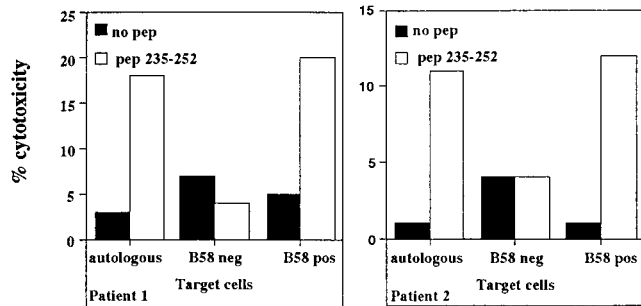 % cytotoxicity
25
20
15
10
5
0
no pep
pep 235-252
autologous B58 neg B58 pos
Target cells
Patient 1
15
10
5
0
no pep
pep 235-252
autologous B58 neg B58 pos
Target cells
Patient 2